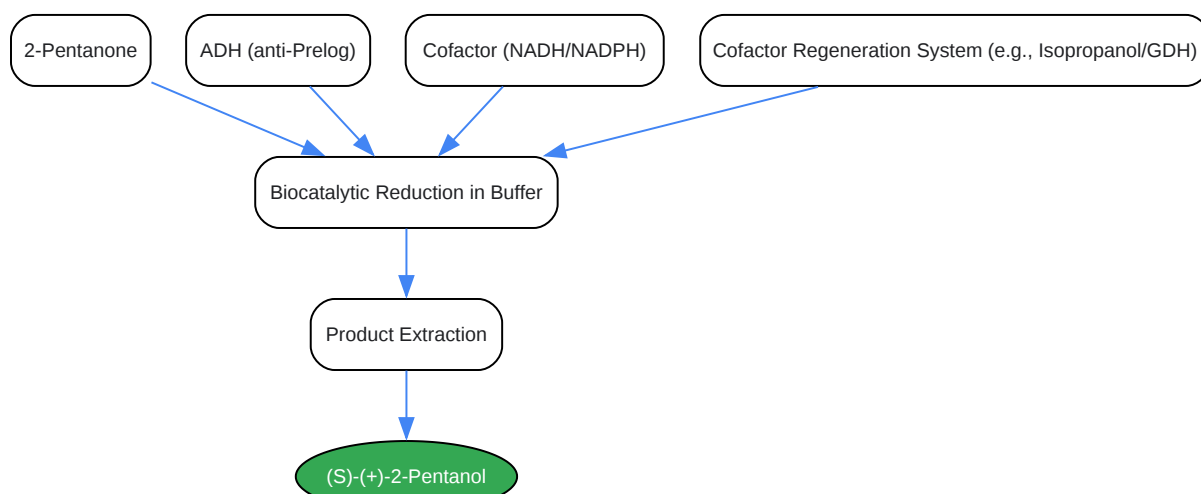 2-Pentanone
ADH (anti-Prelog)
Cofactor (NADH/NADPH)
Cofactor Regeneration System (e.g., Isopropanol/GDH)
Biocatalytic Reduction in Buffer
Product Extraction
(S)-(+)-2-Pentanol